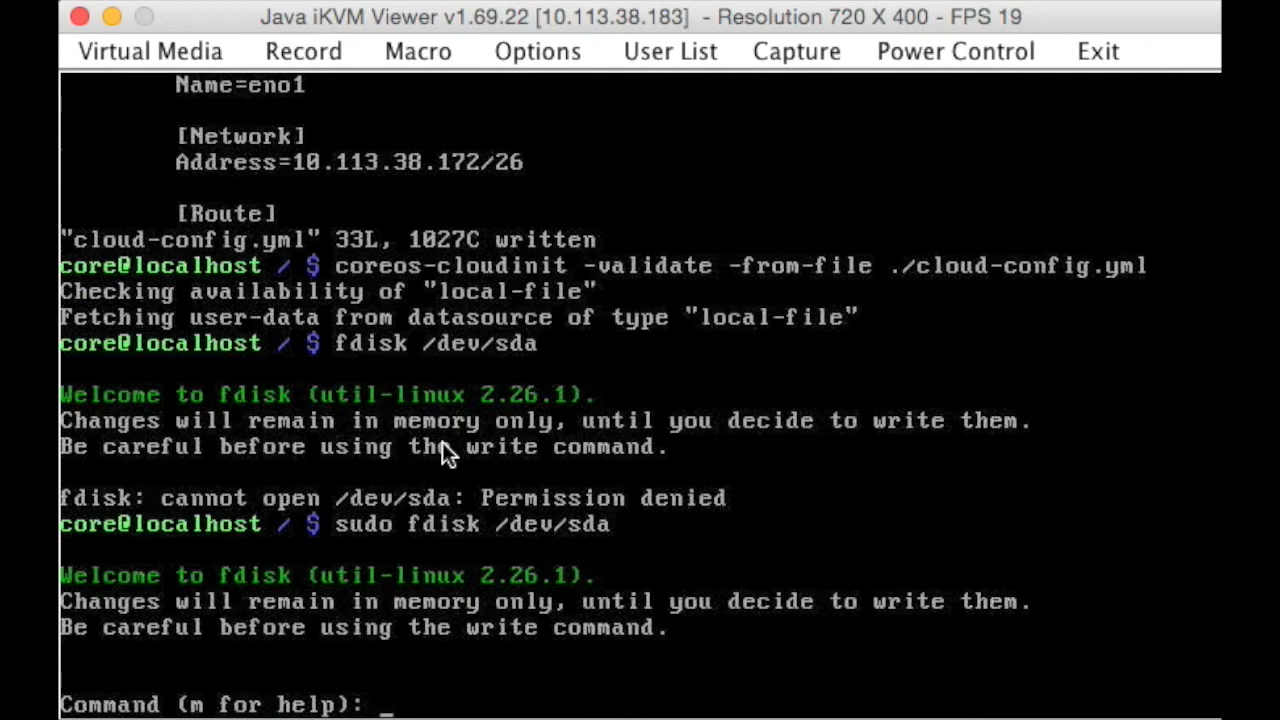 Java iKVM Viewer v1.69.22 [10.113.38.183] - Resolution 720 X 400 - FPS 19
Virtual Media Record Macro Options User List Capture Power Control Exit
Name=eno1
[Network]
Address=10.113.38.172/26
[Route]
"cloud-config.yml" 33L, 1027C written
core@localhost / $ coreos-cloudinit -validate -from-file ./cloud-config.yml
Checking availability of "local-file"
Fetching user-data from datasource of type "local-file"
core@localhost / $ fdisk /dev/sda
Welcome to fdisk (util-linux 2.26.1).
Changes will remain in memory only, until you decide to write them.
Be careful before using the write command.
fdisk: cannot open /dev/sda: Permission denied
core@localhost / $ sudo fdisk /dev/sda
Welcome to fdisk (util-linux 2.26.1).
Changes will remain in memory only, until you decide to write them.
Be careful before using the write command.
Command (m for help): _